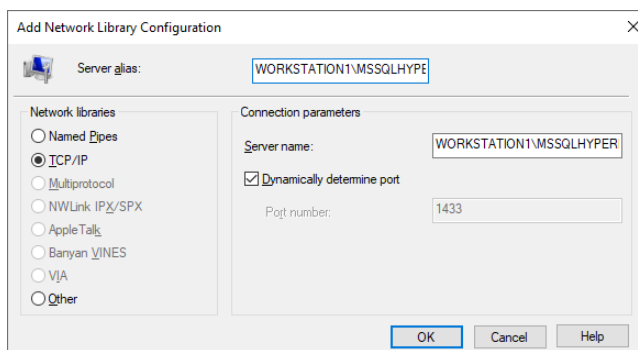 Add Network Library Configuration
Server alias:
WORKSTATION1\MSSQLHYPE
Network libraries
Named Pipes
TCP/IP
Multiprotocol
NWLink IPX/SPX
AppleTalk
Banyan VINES
VIA
Other
Connection parameters
Server name:
WORKSTATION1\MSSQLHYPER
Dynamically determine port
Port number:
1433
OK
Cancel
Help